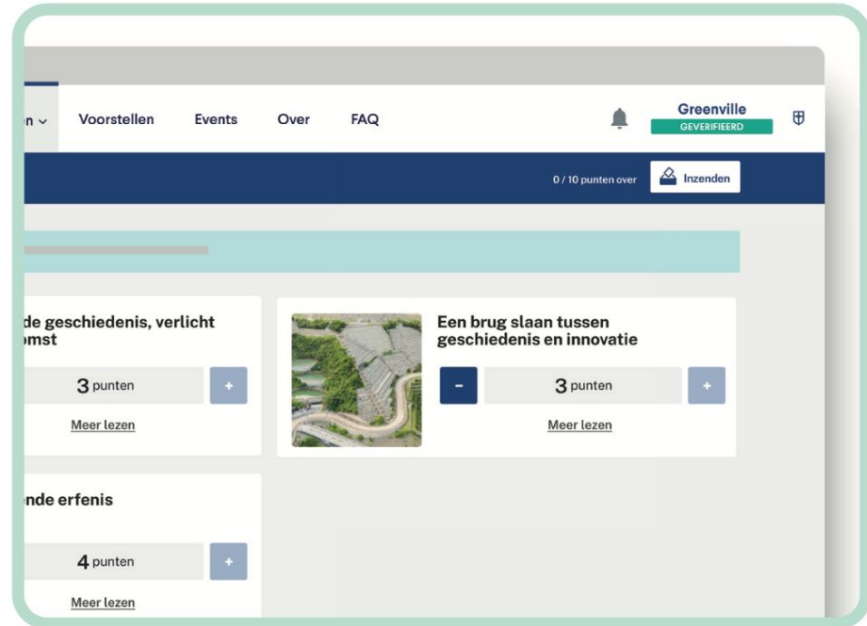 n Voorstellen Events Over FAQ Greenville
GEVERIFIEERD
0 / 10 punten over Inzenden
de geschiedenis, verlicht
omst
3 punten +
Meer lezen
Een brug slaan tussen
geschiedenis en innovatie
- 3 punten +
Meer lezen
nde erfenis
4 punten +
Meer lezen